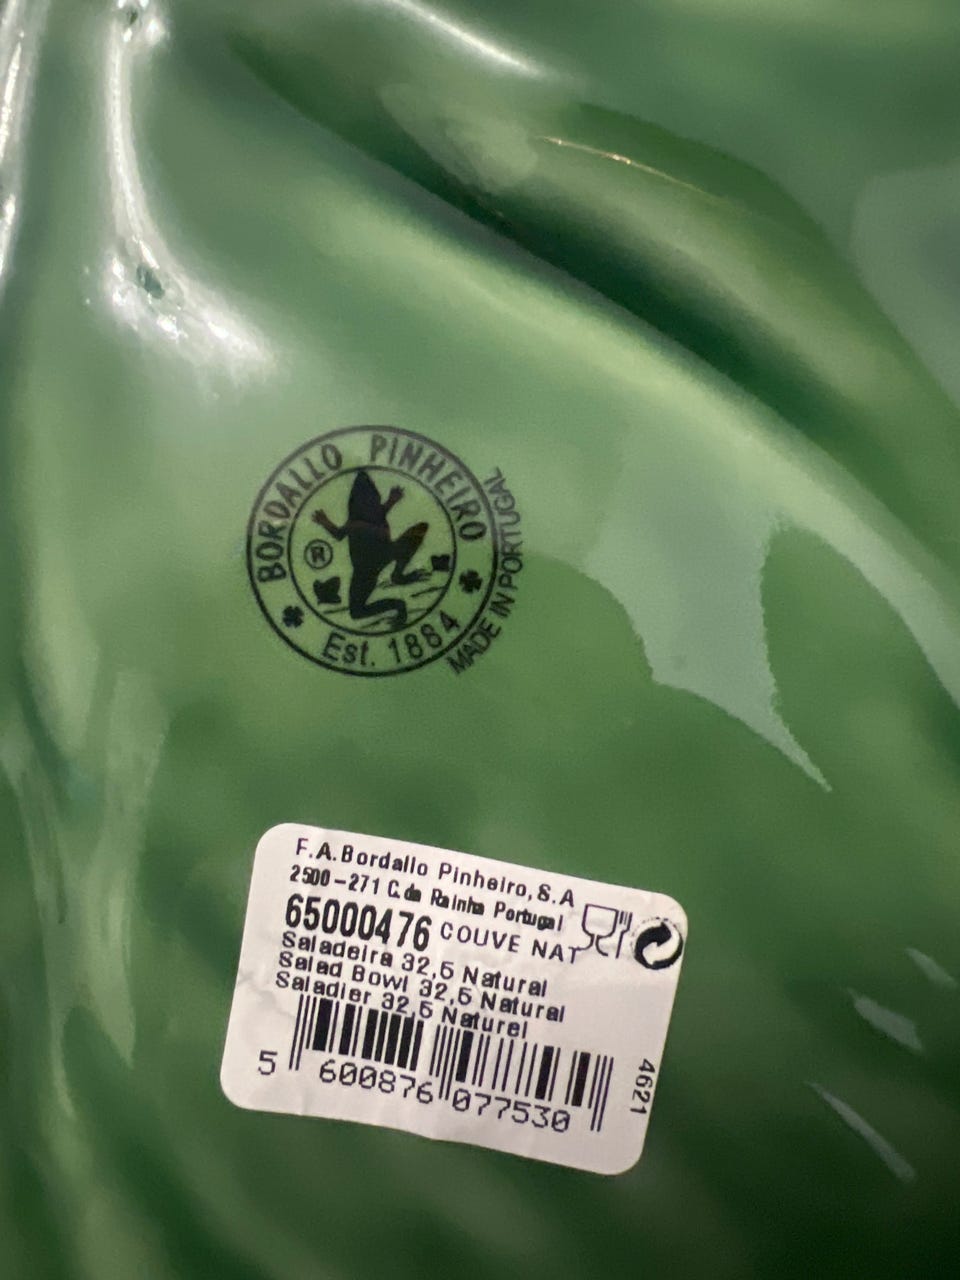 BORDALLO PINHEIRO
®
Est. 1884
MADE IN PORTUGAL
F.A.Bordallo Pinheiro,S.A
2500-271 C.da Rainha Portugal
65000476 COUVE NAT
Saladeira 32,5 Natural
Salad Bowl 32,5 Natural
Saladier 32,5 Naturel
5 600876 077530
4621